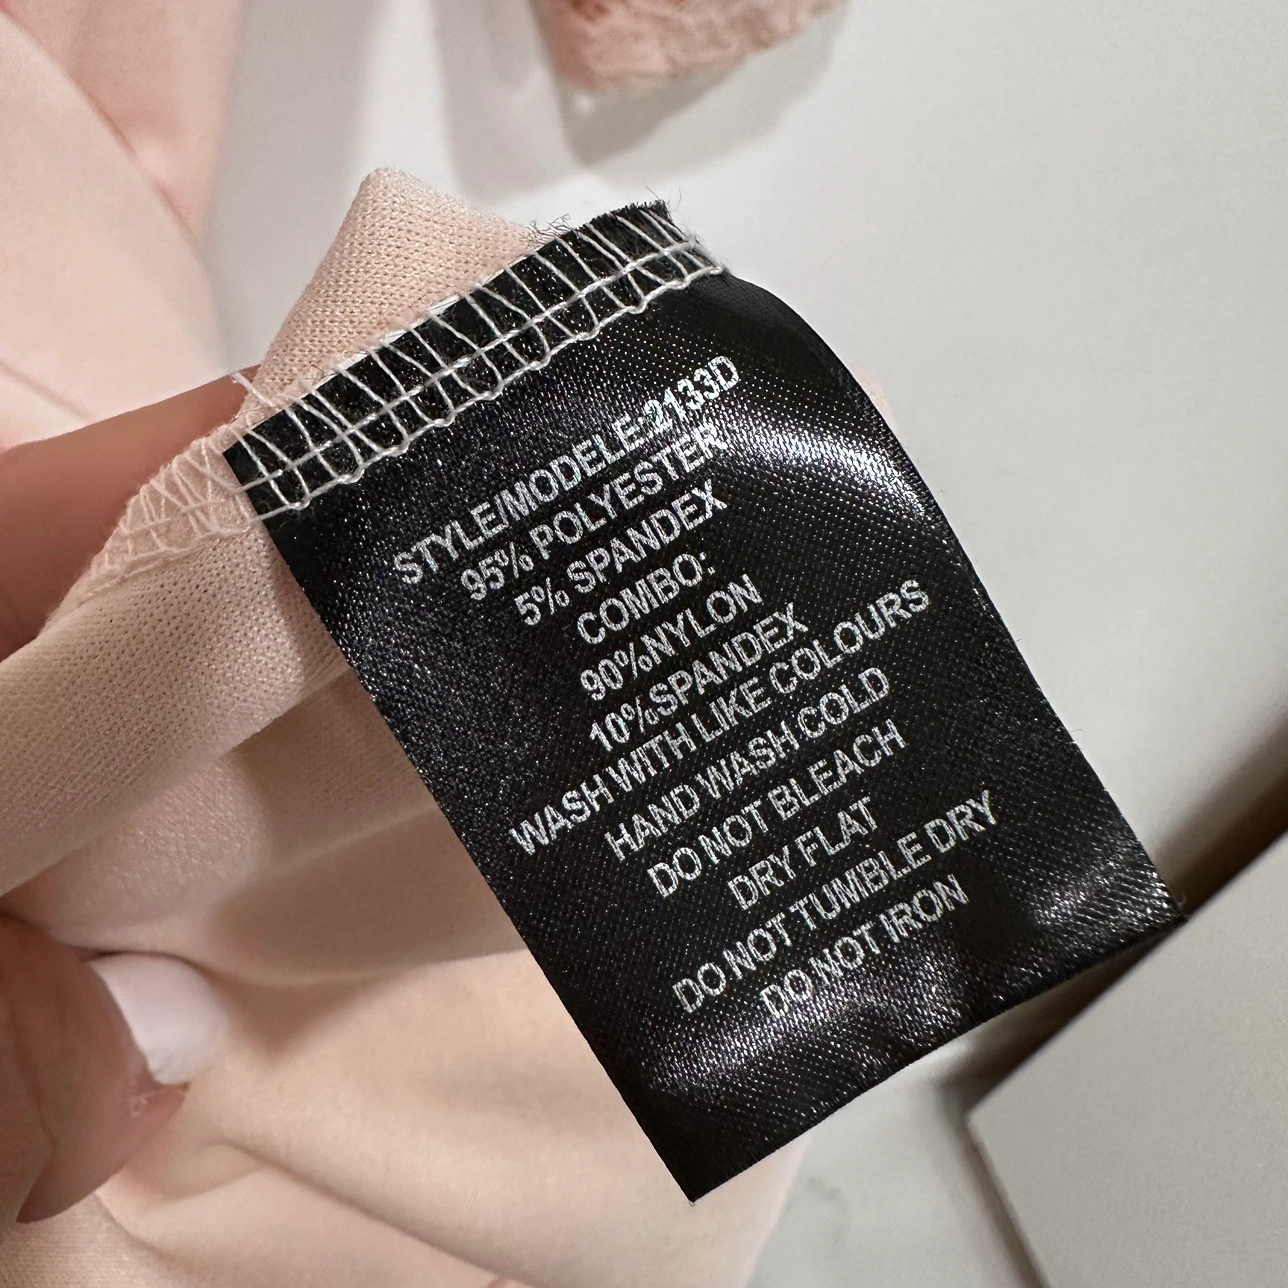 STYLE/MODELE:2133D
95% POLYESTER
5% SPANDEX
COMBO:
90%NYLON
10%SPANDEX
WASH WITH LIKE COLOURS
HAND WASH COLD
DO NOT BLEACH
DRY FLAT
DO NOT TUMBLE DRY
DO NOT IRON